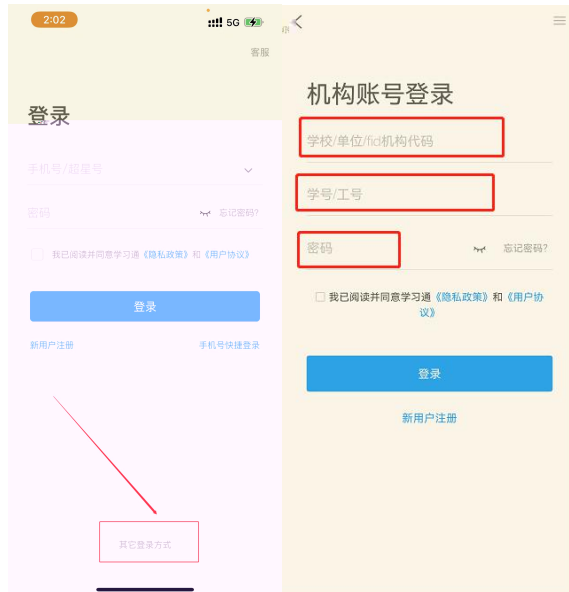 2:02
5G
客服
登录
手机号/超星号
密码
忘记密码?
我已阅读并同意学习通《隐私政策》和《用户协议》
登录
新用户注册
手机号快捷登录
其它登录方式
机构账号登录
学校/单位/fid机构代码
学号/工号
密码
忘记密码?
我已阅读并同意学习通《隐私政策》和《用户协
议》
登录
新用户注册